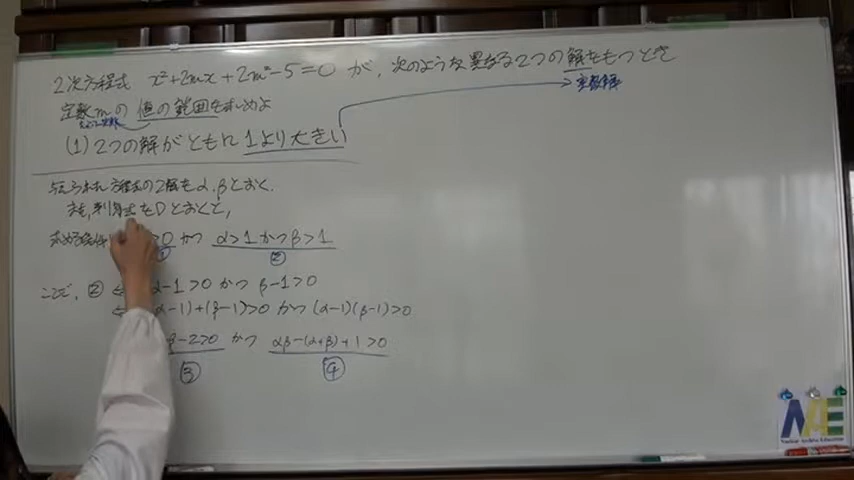 2次方程式 x²+2mx+2m²-5=0 が、次のような異なる2つの解をもつとき
実数解
定数mの値の範囲を求めよ
(1) 2つの解がともに1より大きい
与えられた方程式の2解をα,βとおく.
また,判別式をDとおくと,
求める条件 >0 かつ α>1 かつ β>1
① ②
ここで, ② α-1>0 かつ β-1>0
α-1)+(β-1)>0 かつ (α-1)(β-1)>0
β-2>0 かつ αβ-(α+β)+1>0
③ ④
NAE